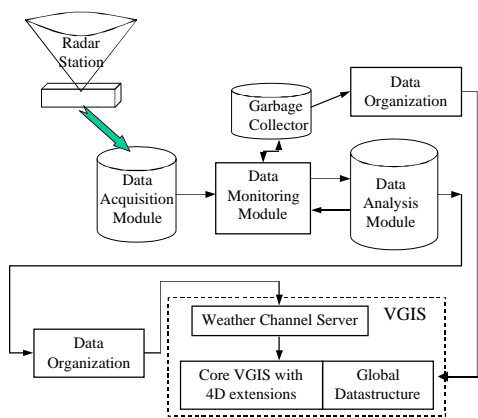 Radar
Station
Garbage
Collector
Data
Organization
Data
Acquisition
Module
Data
Monitoring
Module
Data
Analysis
Module
Data
Organization
Weather Channel Server
VGIS
Core VGIS with
4D extensions
Global
Datastructure